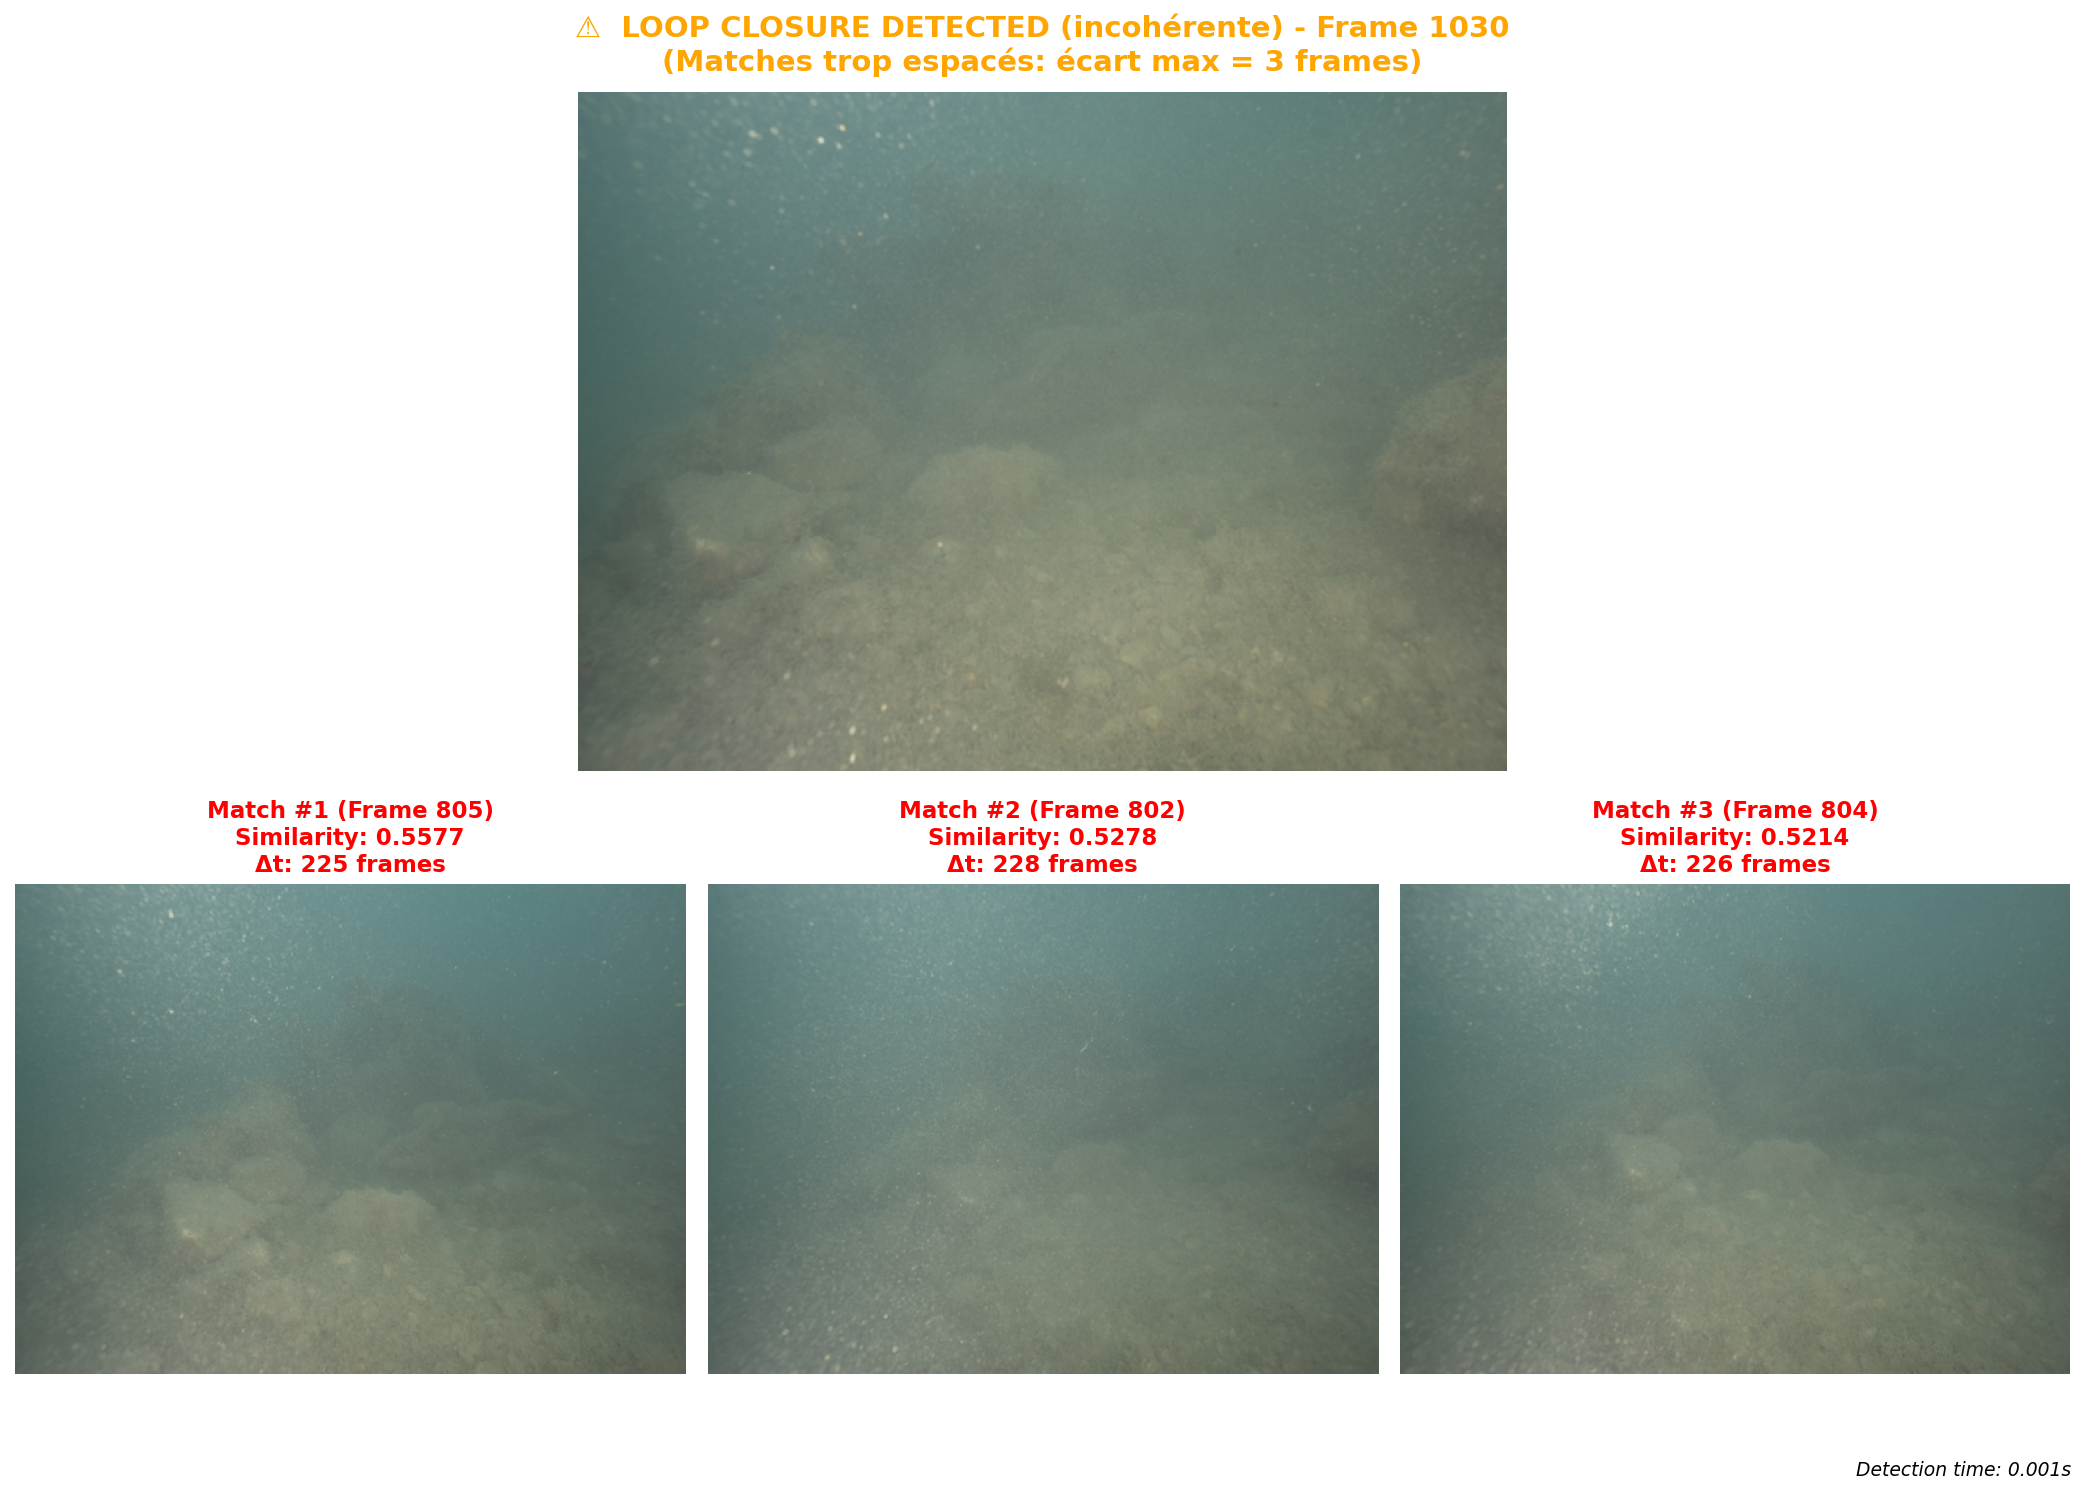 ⚠ LOOP CLOSURE DETECTED (incohérente) - Frame 1030
(Matches trop espacés: écart max = 3 frames)
Match #1 (Frame 805)
Similarity: 0.5577
Δt: 225 frames
Match #2 (Frame 802)
Similarity: 0.5278
Δt: 228 frames
Match #3 (Frame 804)
Similarity: 0.5214
Δt: 226 frames
Detection time: 0.001s